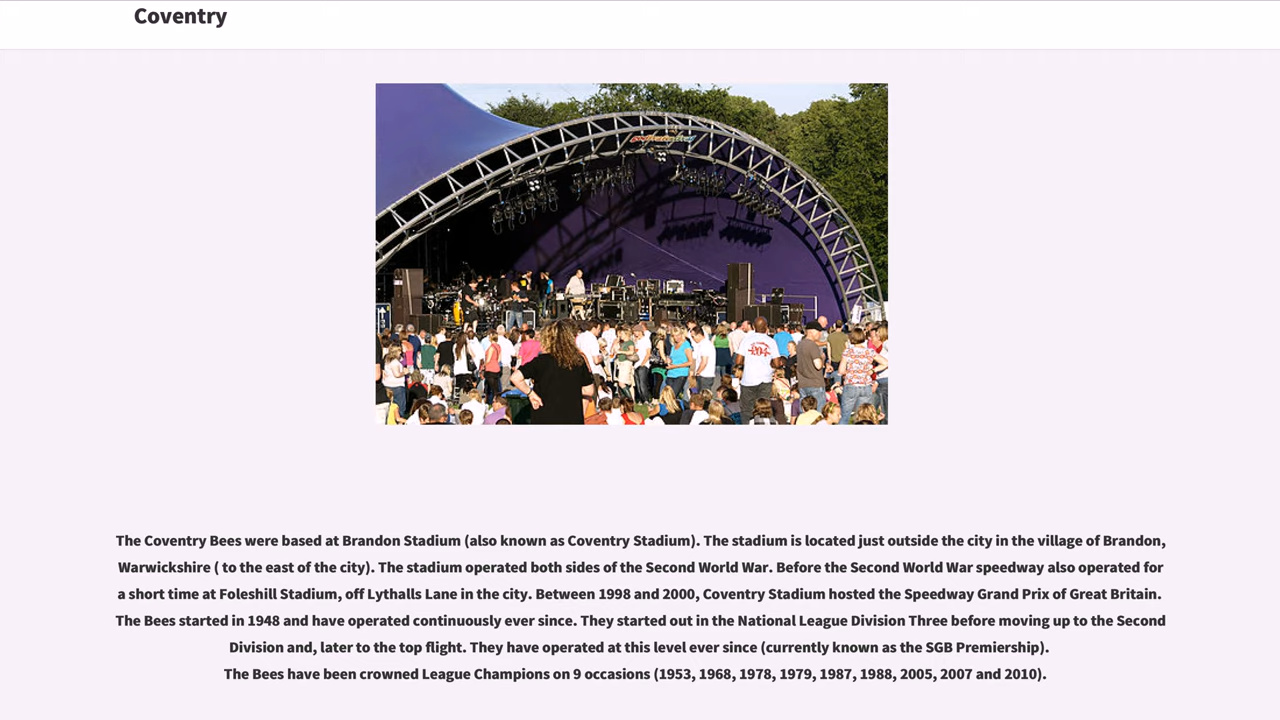 Coventry
The Coventry Bees were based at Brandon Stadium (also known as Coventry Stadium). The stadium is located just outside the city in the village of Brandon,
Warwickshire ( to the east of the city). The stadium operated both sides of the Second World War. Before the Second World War speedway also operated for
a short time at Foleshill Stadium, off Lythalls Lane in the city. Between 1998 and 2000, Coventry Stadium hosted the Speedway Grand Prix of Great Britain.
The Bees started in 1948 and have operated continuously ever since. They started out in the National League Division Three before moving up to the Second
Division and, later to the top flight. They have operated at this level ever since (currently known as the SGB Premiership).
The Bees have been crowned League Champions on 9 occasions (1953, 1968, 1978, 1979, 1987, 1988, 2005, 2007 and 2010).